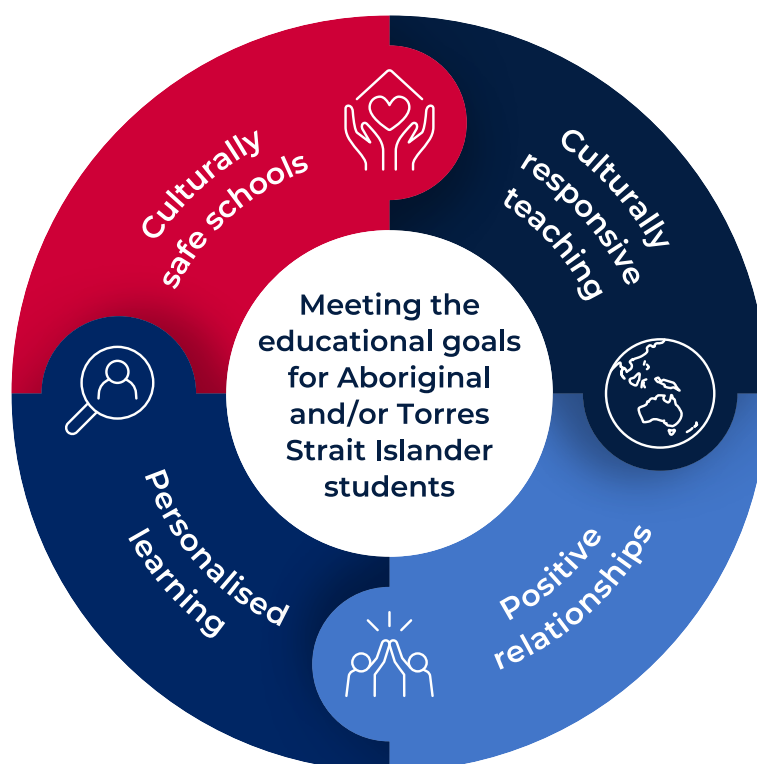 Culturally
safe schools
Culturally
responsive
teaching
Meeting the
educational goals
for Aboriginal
and/or Torres
Strait Islander
students
Personalised
learning
Positive
relationships